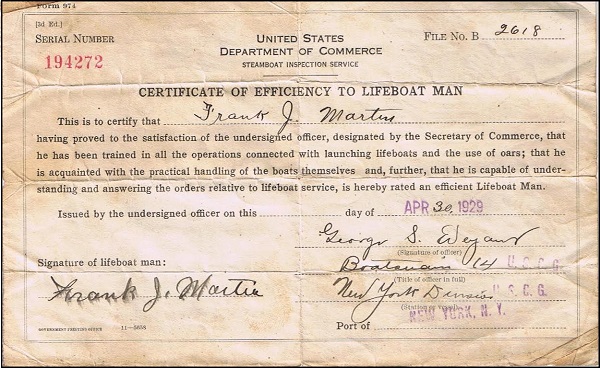 Form 974
[3d Ed.]
SERIAL NUMBER
194272
UNITED STATES
DEPARTMENT OF COMMERCE
STEAMBOAT INSPECTION SERVICE
FILE NO. B 2618
CERTIFICATE OF EFFICIENCY TO LIFEBOAT MAN
This is to certify that Frank J. Martin
having proved to the satisfaction of the undersigned officer, designated by the Secretary of Commerce, that
he has been trained in all the operations connected with launching lifeboats and the use of oars; that he
is acquainted with the practical handling of the boats themselves and, further, that he is capable of under-
standing and answering the orders relative to lifeboat service, is hereby rated an efficient Lifeboat Man.
Issued by the undersigned officer on this day of APR 30, 1929
George S.
(Signature of officer)
Signature of lifeboat man:
Boatswain U. S. C. G.
(Title of officer in full)
Frank J. Martin
New York Division U. S. C. G.
NEW YORK, N. Y.
GOVERNMENT PRINTING OFFICE
Port of